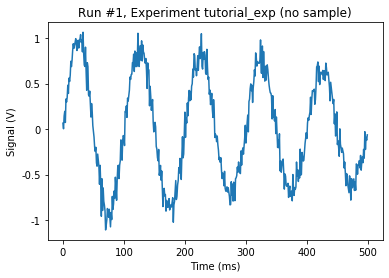 Run #1, Experiment tutorial_exp (no sample)
Signal (V)
1
0.5
0
-0.5
-1
0 100 200 300 400 500
Time (ms)